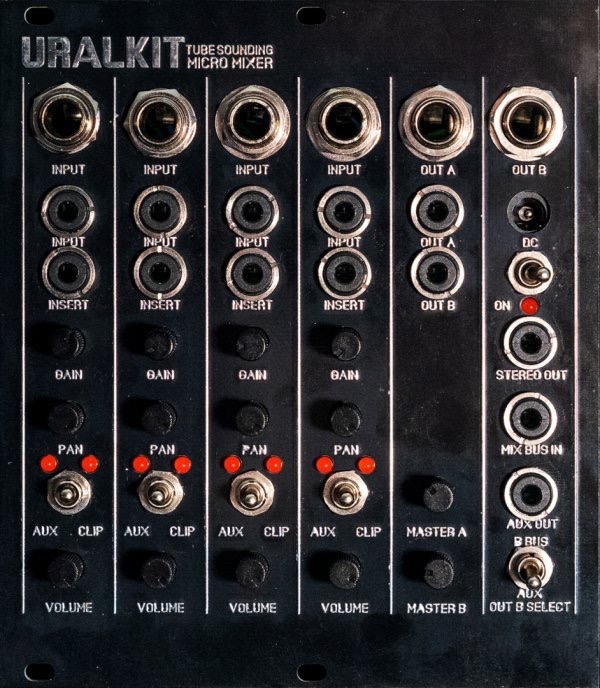 URALKIT
TUBE SOUNDING
MICRO MIXER
INPUT INPUT INPUT INPUT OUT A OUT B
INPUT INPUT INPUT INPUT OUT A DC
INSERT INSERT INSERT INSERT OUT B ON
GAIN GAIN GAIN GAIN STEREO OUT
PAN PAN PAN PAN MIX BUS IN
AUX CLIP AUX CLIP AUX CLIP AUX CLIP MASTER A AUX OUT
B BUS
AUX
VOLUME VOLUME VOLUME VOLUME MASTER B OUT B SELECT